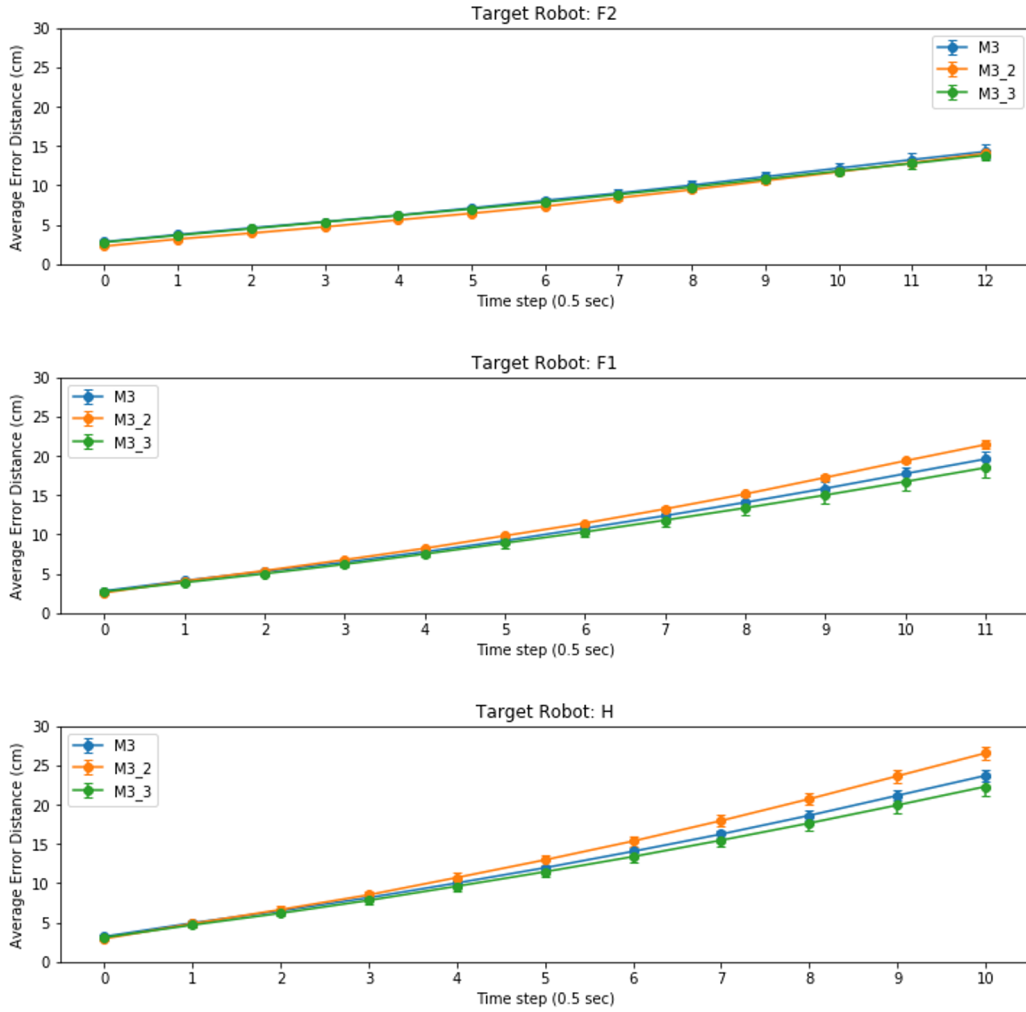 Target Robot: F2
Average Error Distance (cm)
30
25
20
15
10
5
0
M3
M3_2
M3_3
0 1 2 3 4 5 6 7 8 9 10 11 12
Time step (0.5 sec)
Target Robot: F1
Average Error Distance (cm)
30
25
20
15
10
5
0
M3
M3_2
M3_3
0 1 2 3 4 5 6 7 8 9 10 11
Time step (0.5 sec)
Target Robot: H
Average Error Distance (cm)
30
25
20
15
10
5
0
M3
M3_2
M3_3
0 1 2 3 4 5 6 7 8 9 10
Time step (0.5 sec)